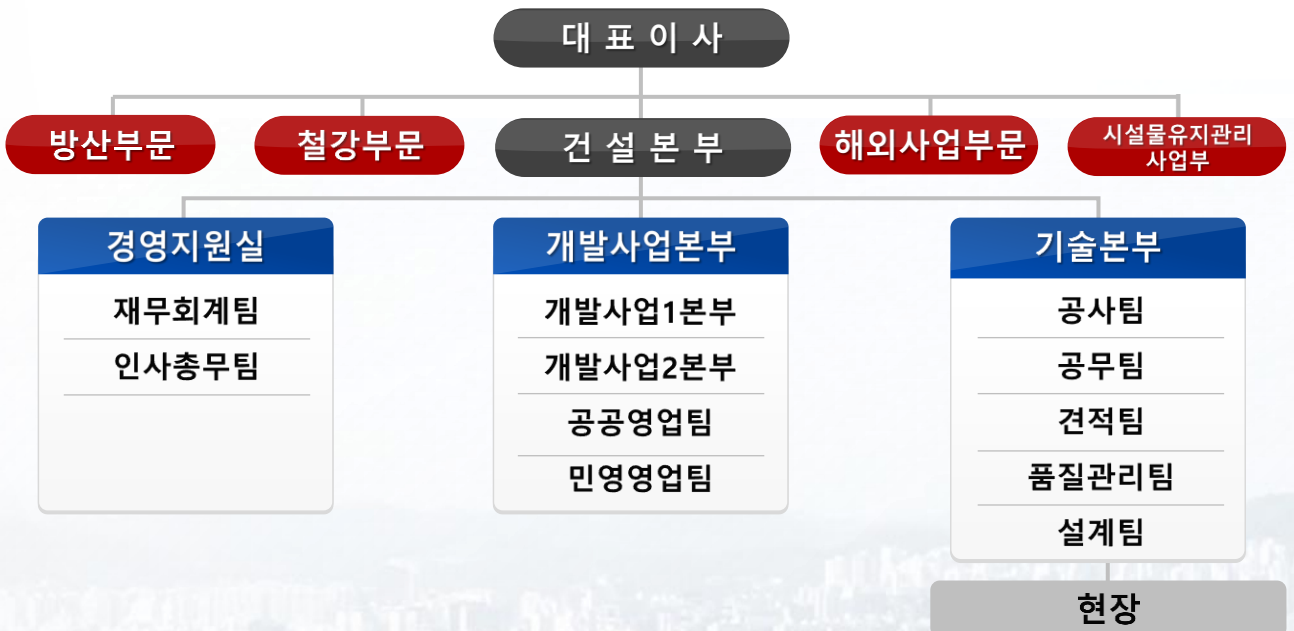 대 표 이 사
방산부문
철강부문
건 설 본 부
해외사업부문
시설물유지관리
사업부
경영지원실
재무회계팀
인사총무팀
개발사업본부
개발사업1본부
개발사업2본부
공공영업팀
민영영업팀
기술본부
공사팀
공무팀
견적팀
품질관리팀
설계팀
현장